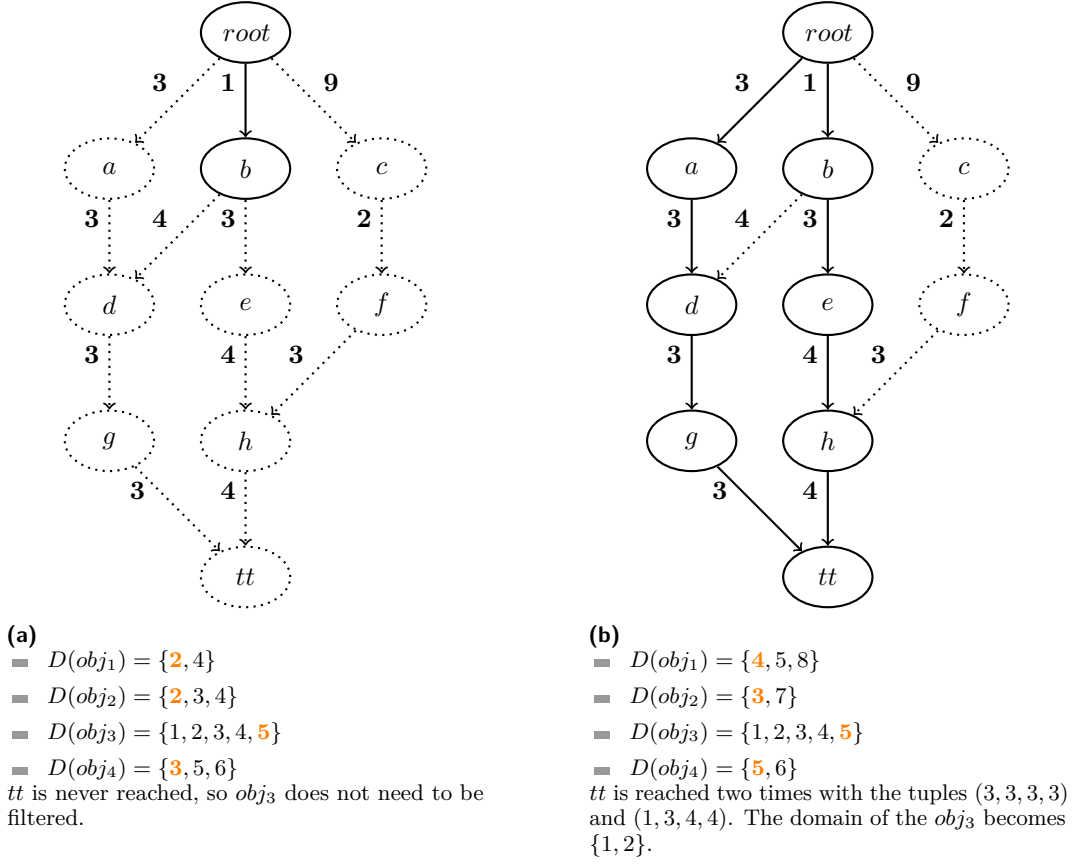 root
3 1 9
a b c
3 4 3 2
d e f
3 4 3
g h
3 4
tt
(a)
D(obj₁) = {2, 4}
D(obj₂) = {2, 3, 4}
D(obj₃) = {1, 2, 3, 4, 5}
D(obj₄) = {3, 5, 6}
tt is never reached, so obj₃ does not need to be
filtered.
root
3 1 9
a b c
3 4 3 2
d e f
3 4 3
g h
3 4
tt
(b)
D(obj₁) = {4, 5, 8}
D(obj₂) = {3, 7}
D(obj₃) = {1, 2, 3, 4, 5}
D(obj₄) = {5, 6}
tt is reached two times with the tuples (3, 3, 3, 3)
and (1, 3, 4, 4). The domain of the obj₃ becomes
{1, 2}.